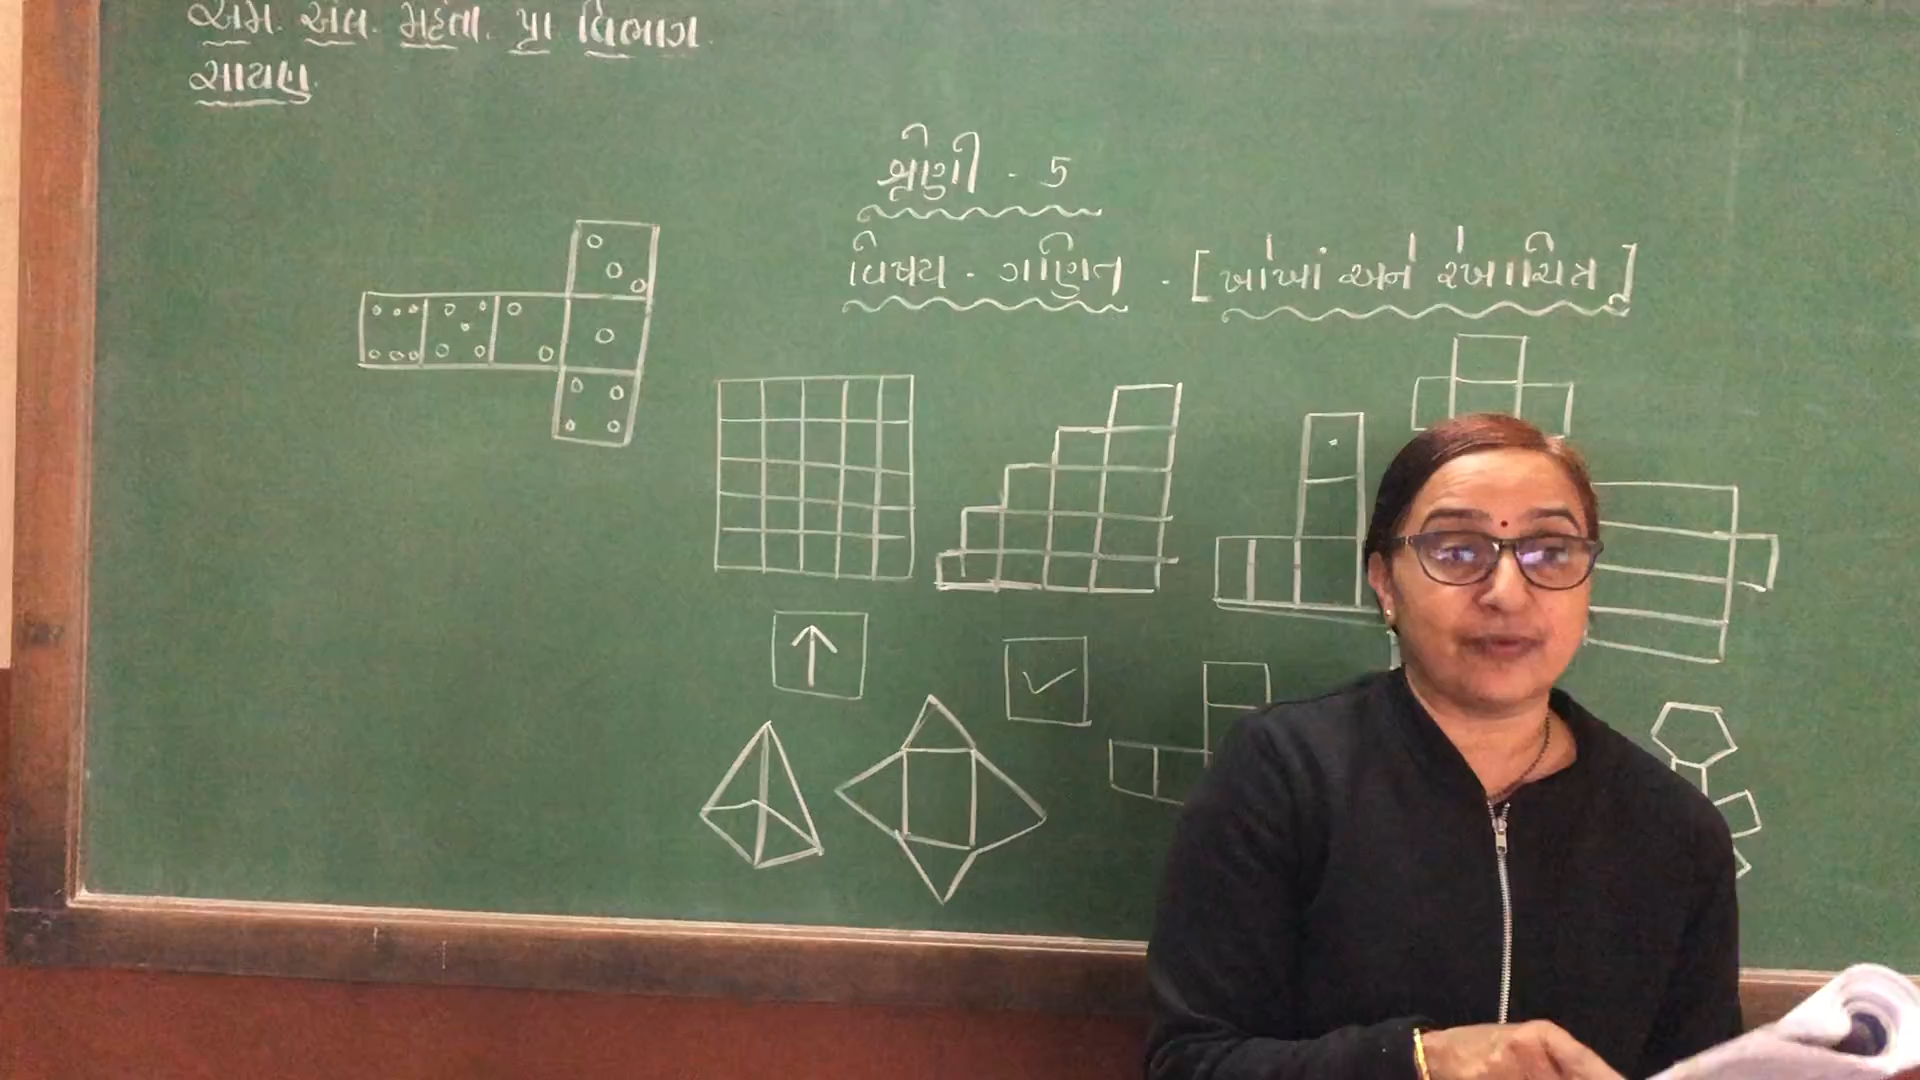 એમ. એલ. મહેતા. પ્રા વિભાગ.
સાયણ.
શ્રેણી - 5
વિષય - ગણિત - [ખોખાં અને રેખાચિત્ર]